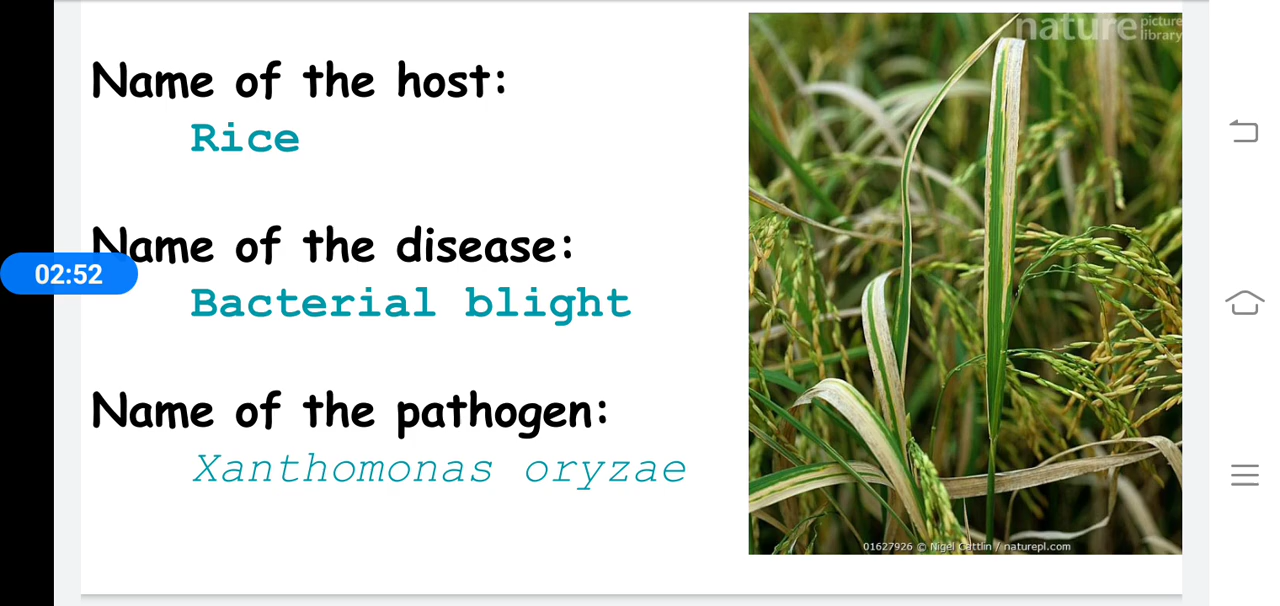 Name of the host:
Rice
Name of the disease:
Bacterial blight
Name of the pathogen:
Xanthomonas oryzae
02:52
nature picture library
01627926 © Nigel Cattlin / naturepl.com